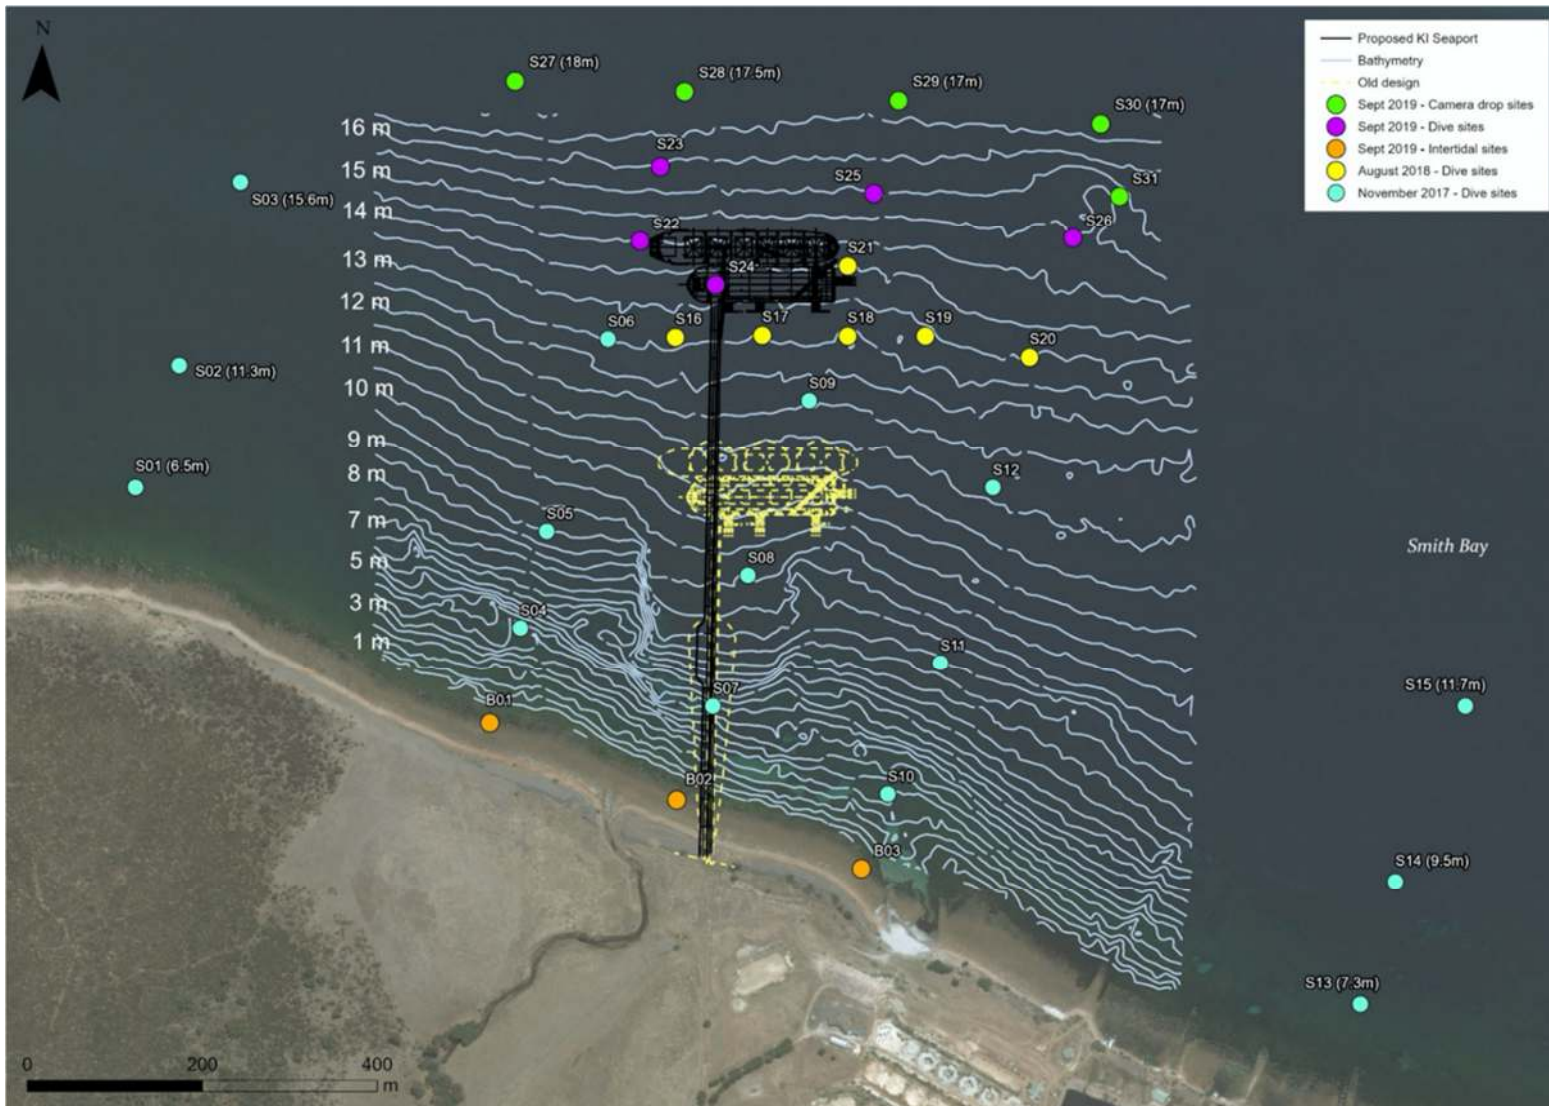 N
Proposed KI Seaport
Bathymetry
Old design
Sept 2019 - Camera drop sites
Sept 2019 - Dive sites
Sept 2019 - Intertidal sites
August 2018 - Dive sites
November 2017 - Dive sites
S27 (18m)
S28 (17.5m)
S29 (17m)
S30 (17m)
16 m
S23
15 m
S25
S31
S03 (15.6m)
14 m
S22
S26
13 m
S21
S24
12 m
S06
S16
S17
S18
S19
11 m
S20
S02 (11.3m)
10 m
S09
9 m
S01 (6.5m)
8 m
S12
7 m
S05
Smith Bay
5 m
S08
3 m
S04
1 m
S11
S07
S15 (11.7m)
B01
B02
S10
B03
S14 (9.5m)
S13 (7.3m)
0 200 400
m